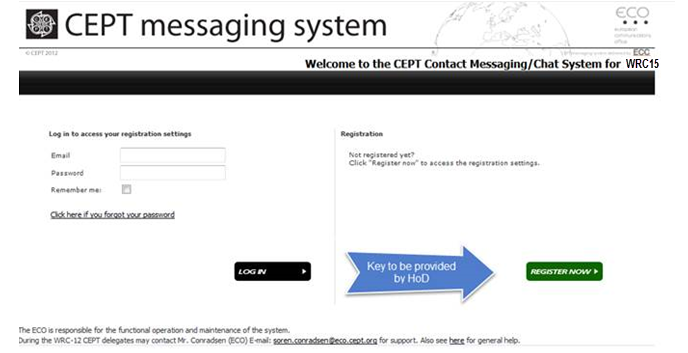 CEPT messaging system
ECO
european
communications
office
© CEPT 2012
ECO
Welcome to the CEPT Contact Messaging/Chat System for WRC15
Log in to access your registration settings
Email
Password
Remember me:
Click here if you forgot your password
LOG IN
Registration
Not registered yet?
Click "Register now" to access the registration settings.
Key to be provided
by HoD
REGISTER NOW
The ECO is responsible for the functional operation and maintenance of the system.
During the WRC-12 CEPT delegates may contact Mr. Conradsen (ECO) E-mail: soren.conradsen@eco.cept.org for support. Also see here for general help.